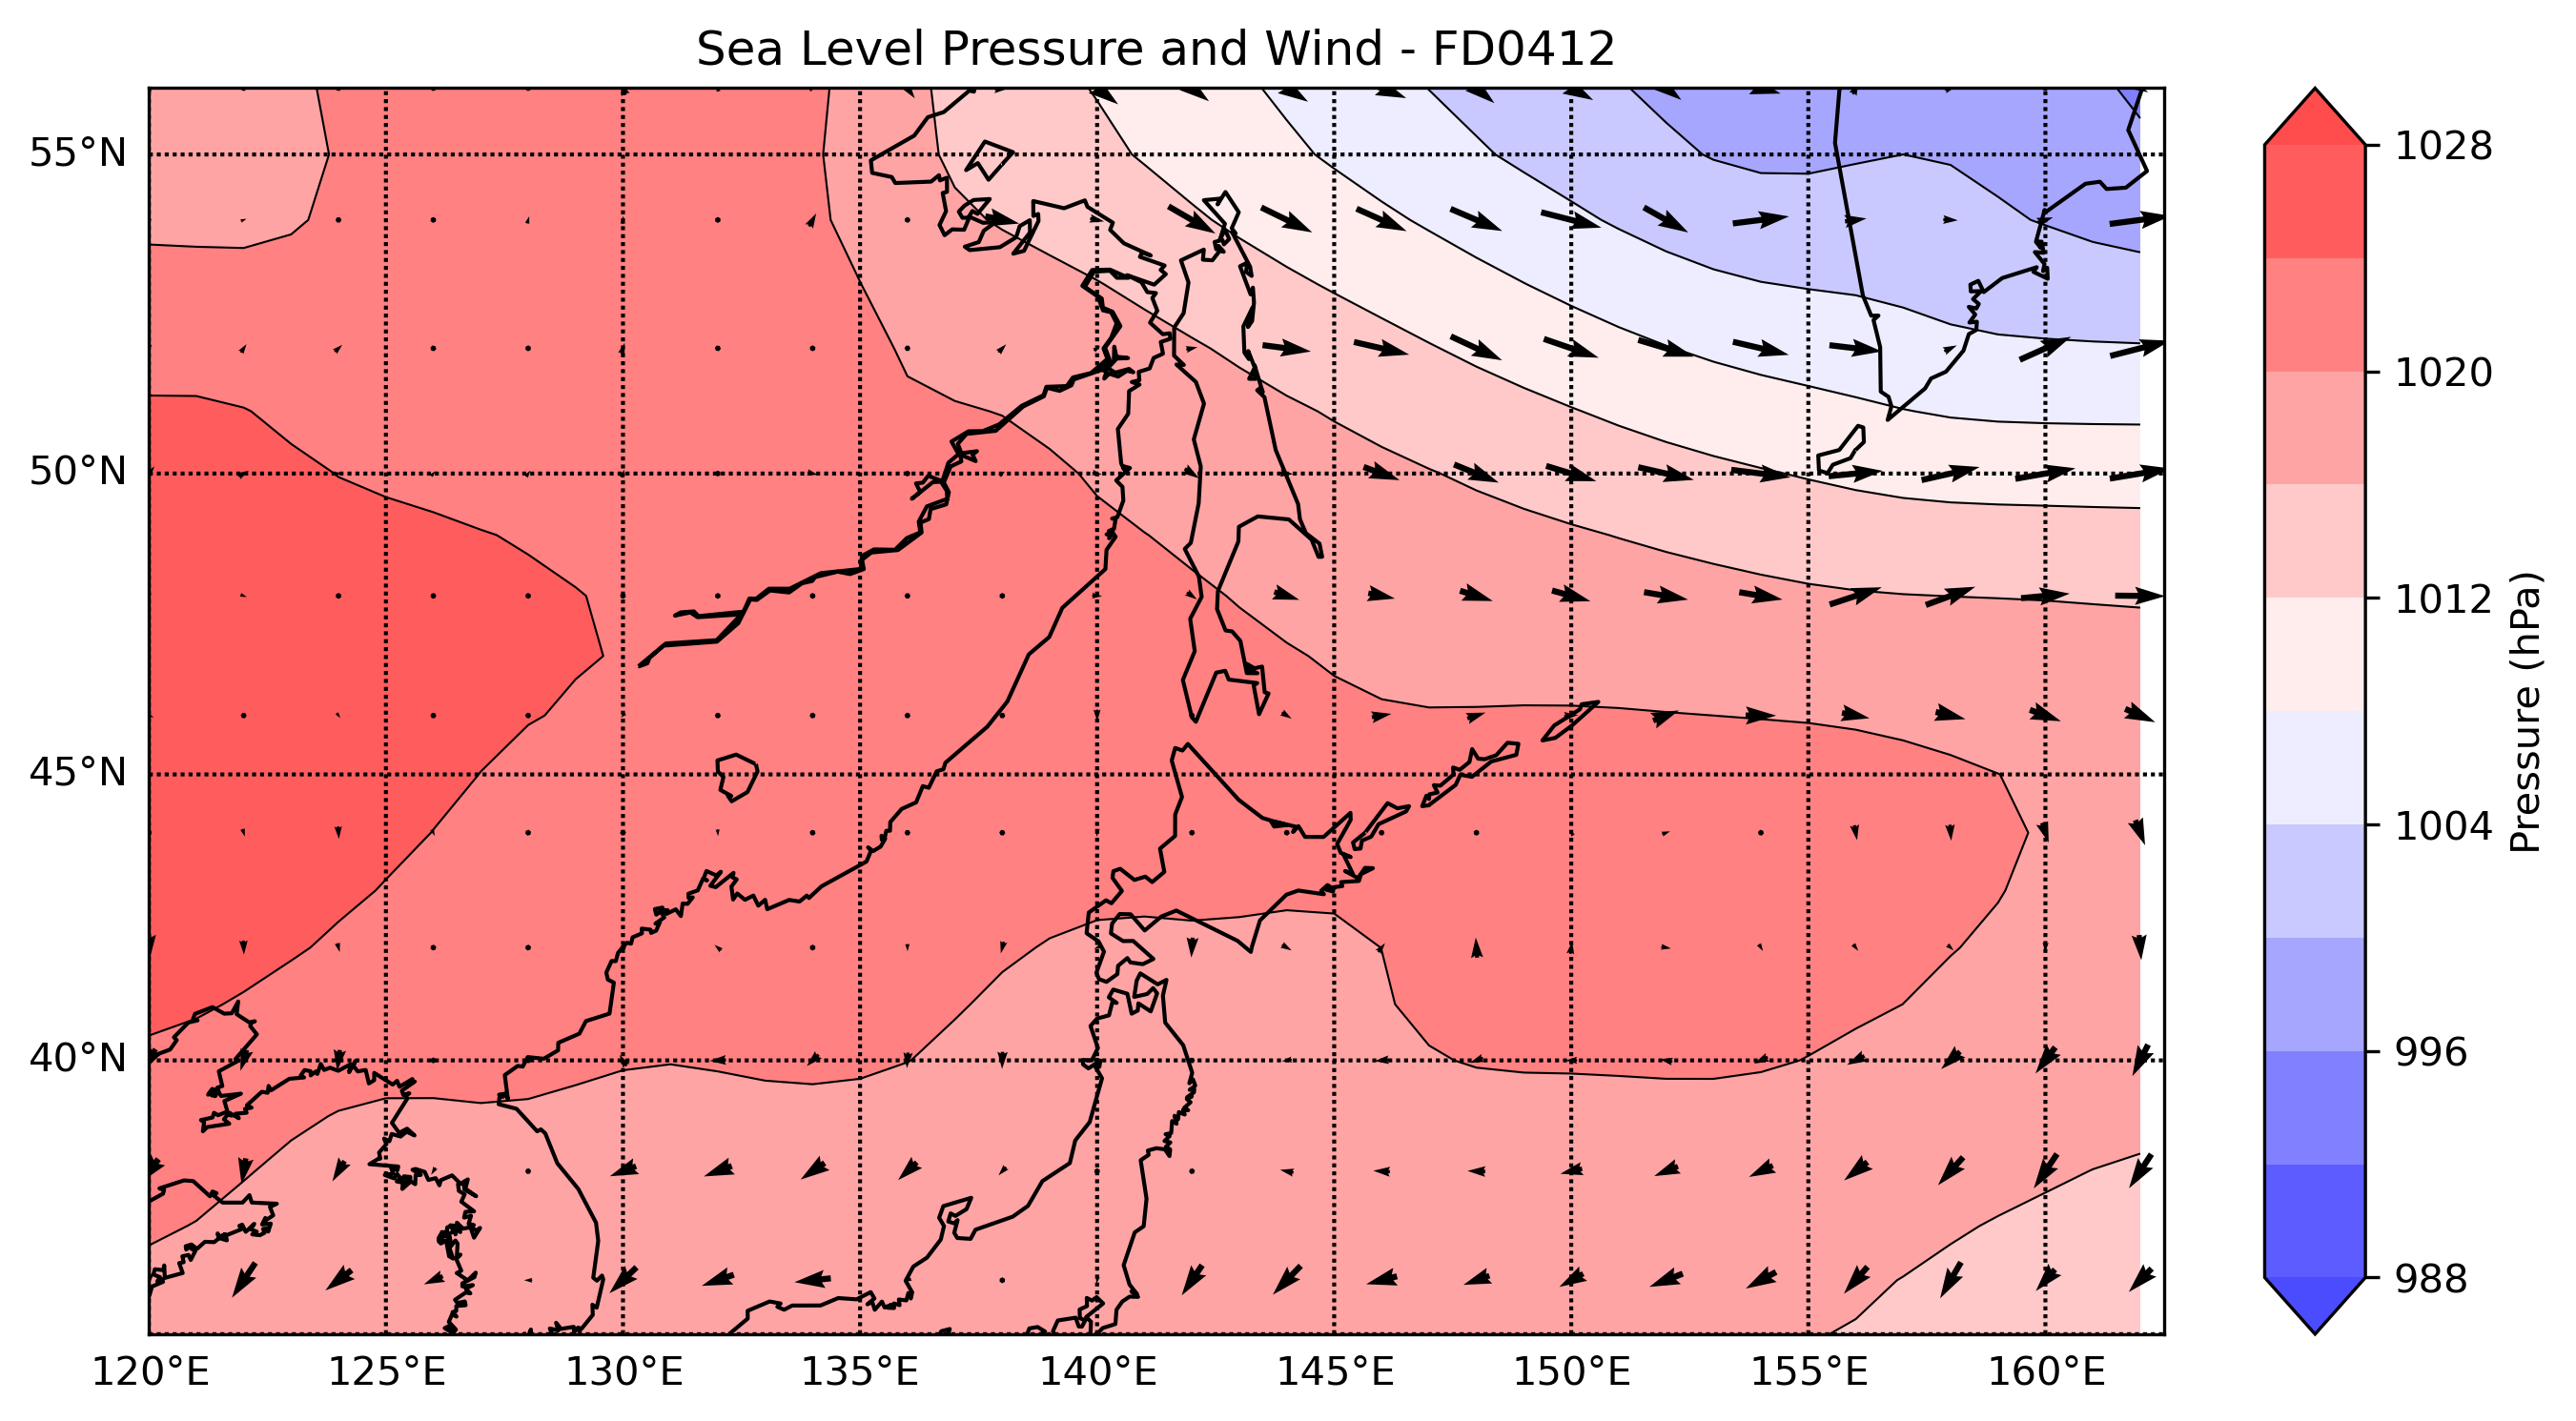 Sea Level Pressure and Wind - FD0412
55°N
50°N
45°N
40°N
120°E 125°E 130°E 135°E 140°E 145°E 150°E 155°E 160°E
1028
1020
1012
1004
996
988
Pressure (hPa)